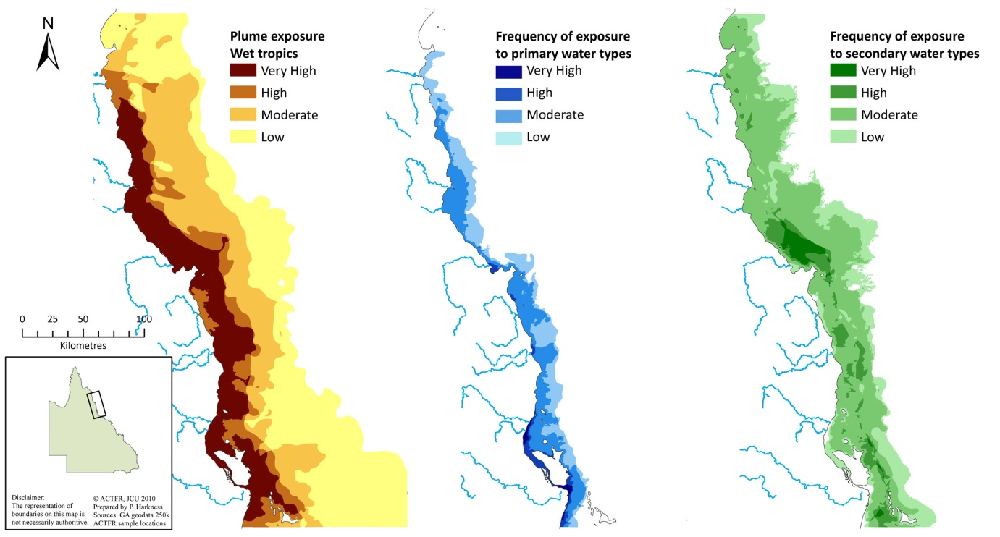 N
Plume exposure
Wet tropics
Very High
High
Moderate
Low
Frequency of exposure
to primary water types
Very High
High
Moderate
Low
Frequency of exposure
to secondary water types
Very High
High
Moderate
Low
0 25 50 100
Kilometres
Disclaimer:
The representation of
boundaries on this map is
not necessarily authoritive.
© ACTFR, JCU 2010
Prepared by P. Harkness
Sources: GA geodata 250k
ACTFR sample locations